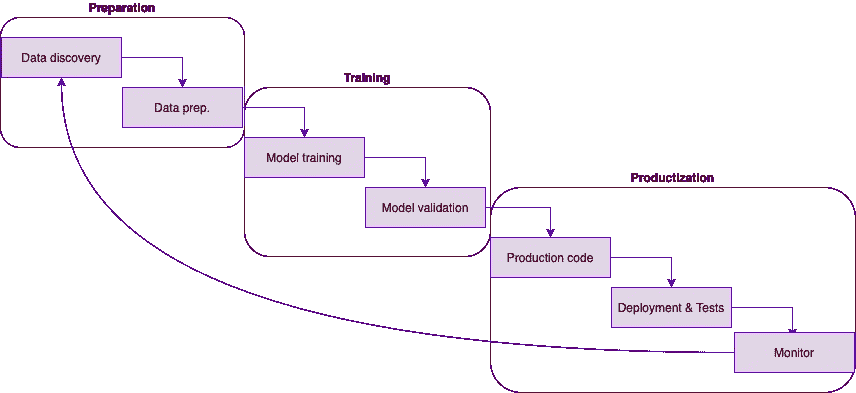 Preparation
Data discovery
Data prep.
Training
Model training
Model validation
Productization
Production code
Deployment & Tests
Monitor